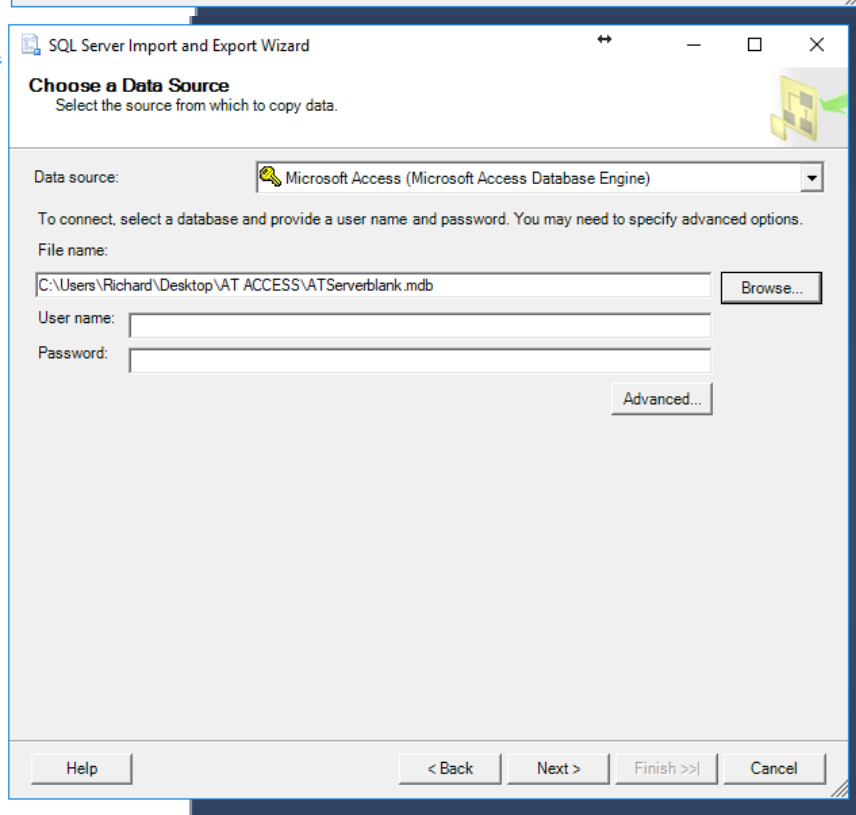 SQL Server Import and Export Wizard
Choose a Data Source
Select the source from which to copy data.
Data source:
Microsoft Access (Microsoft Access Database Engine)
To connect, select a database and provide a user name and password. You may need to specify advanced options.
File name:
C:\Users\Richard\Desktop\AT ACCESS\ATServerblank.mdb
Browse...
User name:
Password:
Advanced...
Help
< Back
Next >
Finish >>|
Cancel